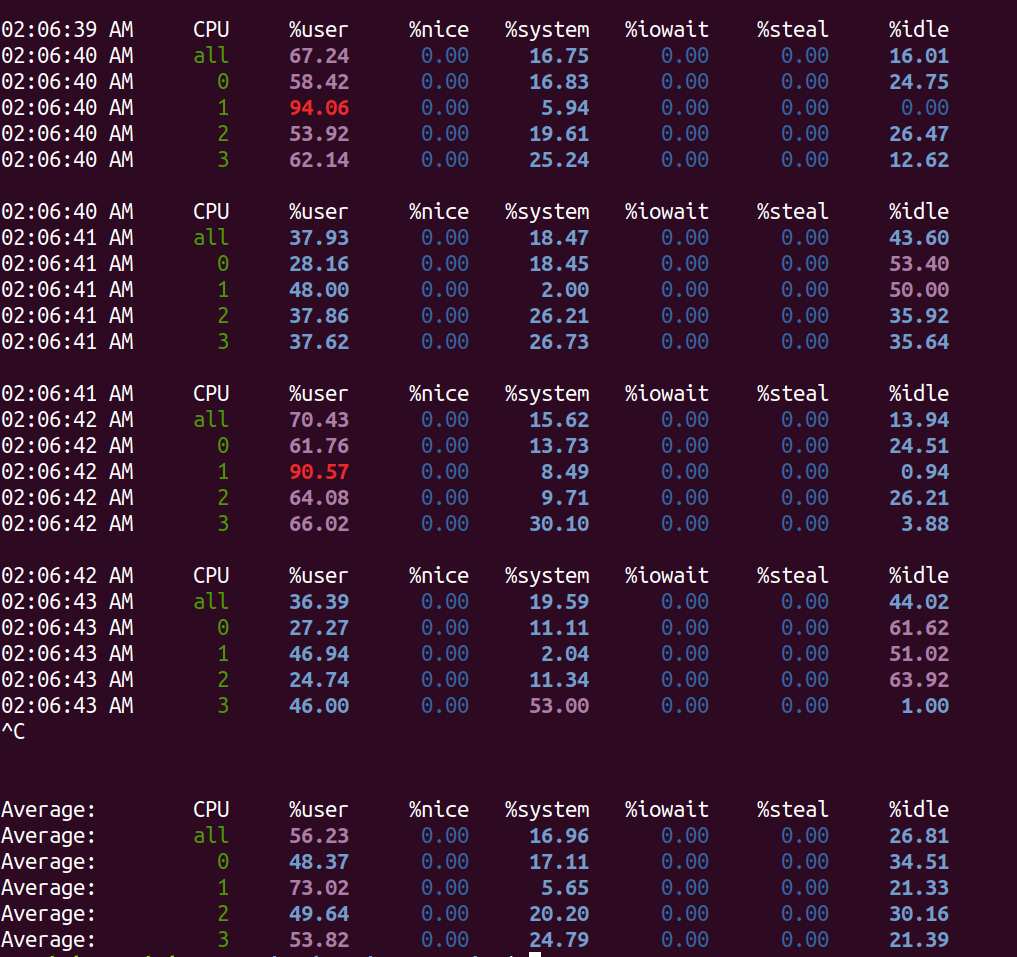 02:06:39 AM CPU %user %nice %system %iowait %steal %idle
02:06:40 AM all 67.24 0.00 16.75 0.00 0.00 16.01
02:06:40 AM 0 58.42 0.00 16.83 0.00 0.00 24.75
02:06:40 AM 1 94.06 0.00 5.94 0.00 0.00 0.00
02:06:40 AM 2 53.92 0.00 19.61 0.00 0.00 26.47
02:06:40 AM 3 62.14 0.00 25.24 0.00 0.00 12.62
02:06:40 AM CPU %user %nice %system %iowait %steal %idle
02:06:41 AM all 37.93 0.00 18.47 0.00 0.00 43.60
02:06:41 AM 0 28.16 0.00 18.45 0.00 0.00 53.40
02:06:41 AM 1 48.00 0.00 2.00 0.00 0.00 50.00
02:06:41 AM 2 37.86 0.00 26.21 0.00 0.00 35.92
02:06:41 AM 3 37.62 0.00 26.73 0.00 0.00 35.64
02:06:41 AM CPU %user %nice %system %iowait %steal %idle
02:06:42 AM all 70.43 0.00 15.62 0.00 0.00 13.94
02:06:42 AM 0 61.76 0.00 13.73 0.00 0.00 24.51
02:06:42 AM 1 90.57 0.00 8.49 0.00 0.00 0.94
02:06:42 AM 2 64.08 0.00 9.71 0.00 0.00 26.21
02:06:42 AM 3 66.02 0.00 30.10 0.00 0.00 3.88
02:06:42 AM CPU %user %nice %system %iowait %steal %idle
02:06:43 AM all 36.39 0.00 19.59 0.00 0.00 44.02
02:06:43 AM 0 27.27 0.00 11.11 0.00 0.00 61.62
02:06:43 AM 1 46.94 0.00 2.04 0.00 0.00 51.02
02:06:43 AM 2 24.74 0.00 11.34 0.00 0.00 63.92
02:06:43 AM 3 46.00 0.00 53.00 0.00 0.00 1.00
^C
Average: CPU %user %nice %system %iowait %steal %idle
Average: all 56.23 0.00 16.96 0.00 0.00 26.81
Average: 0 48.37 0.00 17.11 0.00 0.00 34.51
Average: 1 73.02 0.00 5.65 0.00 0.00 21.33
Average: 2 49.64 0.00 20.20 0.00 0.00 30.16
Average: 3 53.82 0.00 24.79 0.00 0.00 21.39